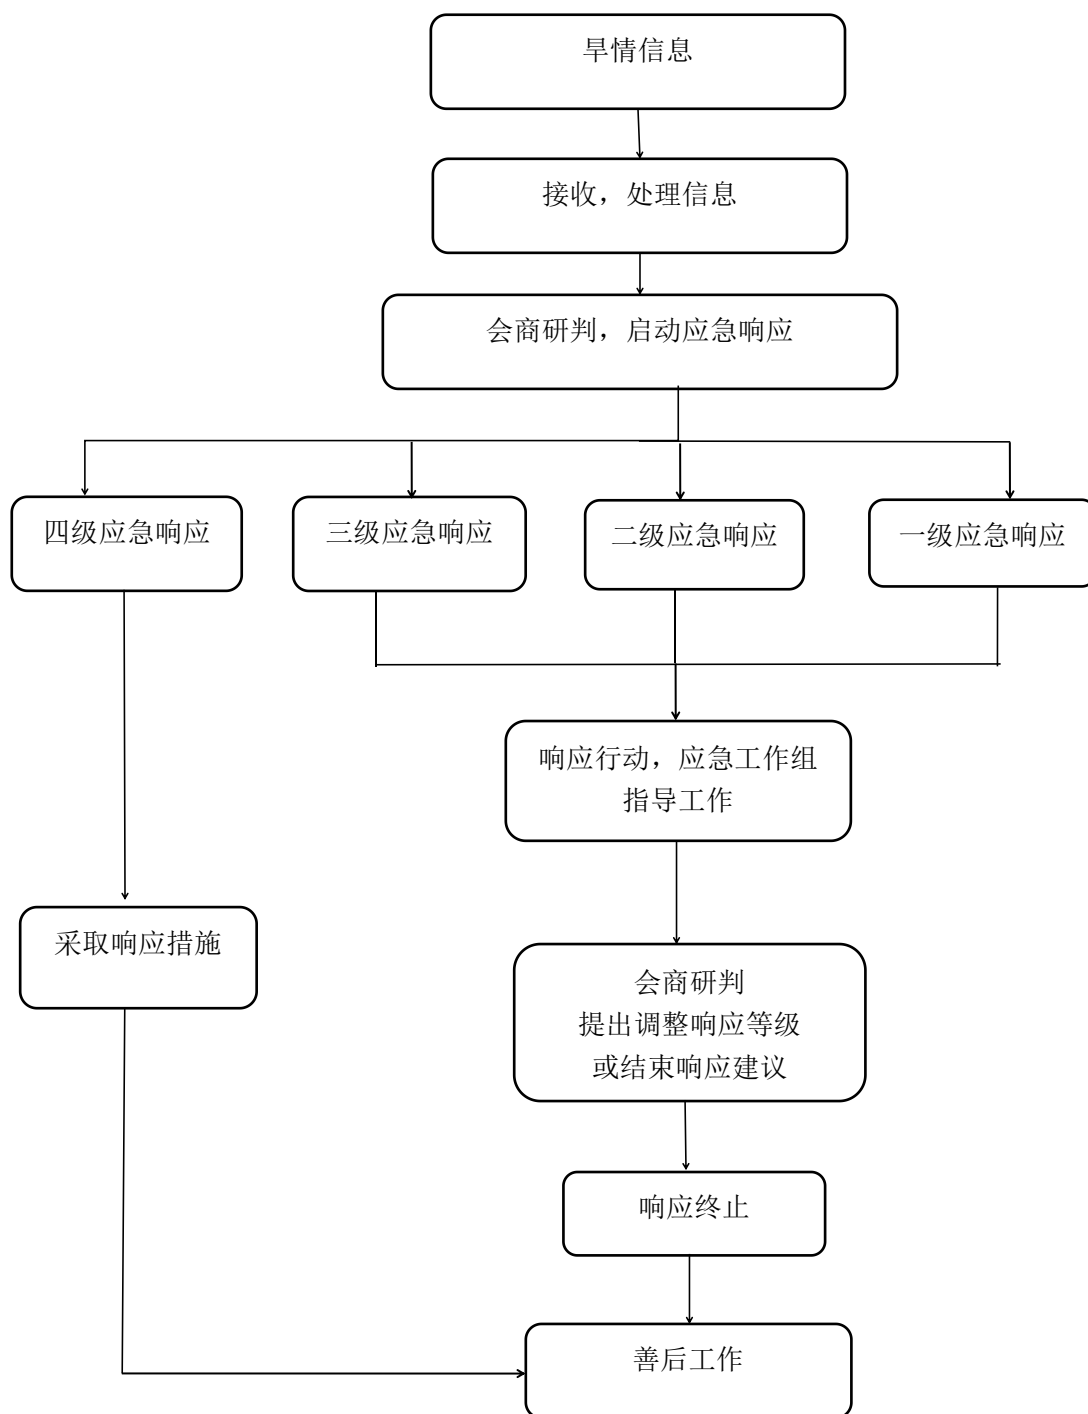 旱情信息
接收，处理信息
会商研判，启动应急响应
四级应急响应
三级应急响应
二级应急响应
一级应急响应
响应行动，应急工作组
指导工作
采取响应措施
会商研判
提出调整响应等级
或结束响应建议
响应终止
善后工作